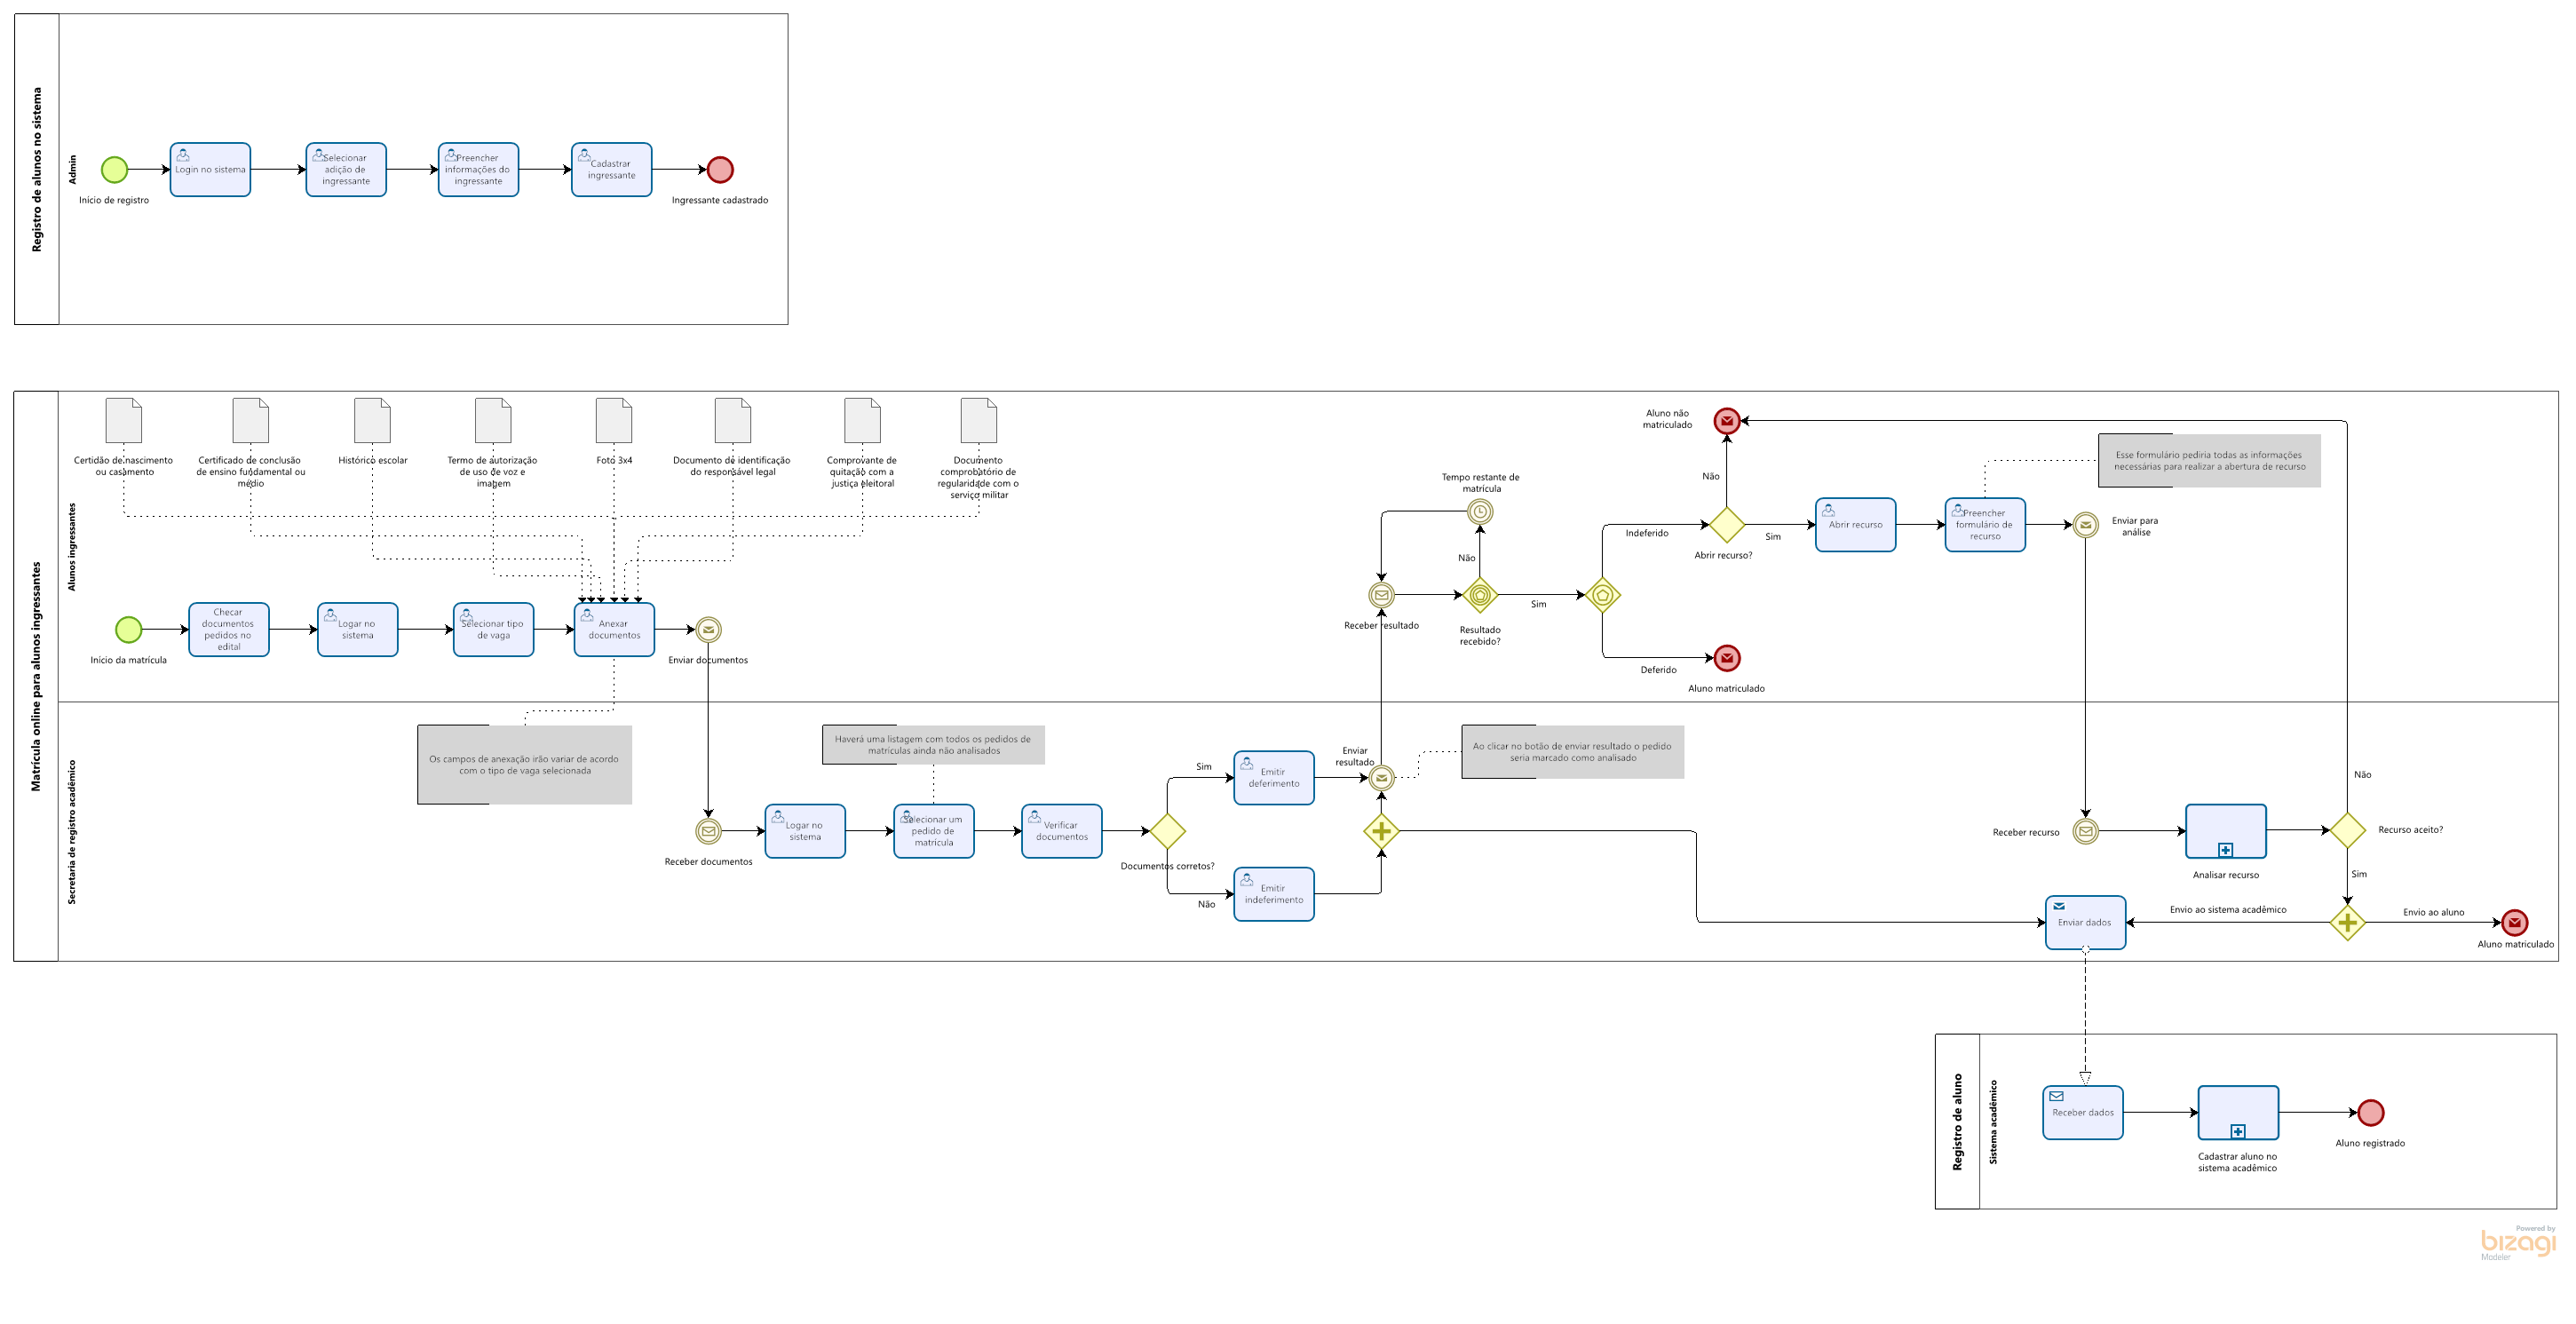 Registro de alunos no sistema
Admin
Início de registro
Login no sistema
Selecionar
adição de
ingressante
Preencher
informações do
ingressante
Cadastrar
ingressante
Ingressante cadastrado
Matrícula online para alunos ingressantes
Alunos ingressantes
Certidão de nascimento
ou casamento
Certificado de conclusão
de ensino fundamental ou
médio
Histórico escolar
Termo de autorização
de uso de voz e
imagem
Foto 3x4
Documento de identificação
do responsável legal
Comprovante de
quitação com a
justiça eleitoral
Documento
comprobatório de
regularidade com o
serviço militar
Início da matrícula
Checar
documentos
pedidos no
edital
Logar no
sistema
Selecionar tipo
de vaga
Anexar
documentos
Enviar documentos
Receber resultado
Tempo restante de
matrícula
Não
Resultado
recebido?
Sim
Indeferido
Deferido
Aluno matriculado
Aluno não
matriculado
Não
Abrir recurso?
Sim
Abrir recurso
Preencher
formulário de
recurso
Esse formulário pediria todas as informações
necessárias para realizar a abertura de recurso
Enviar para
análise
Secretaria de registro acadêmico
Os campos de anexação irão variar de acordo
com o tipo de vaga selecionada
Receber documentos
Logar no
sistema
Haverá uma listagem com todos os pedidos de
matrículas ainda não analisados
Selecionar um
pedido de
matrícula
Verificar
documentos
Documentos corretos?
Sim
Não
Emitir
deferimento
Emitir
indeferimento
Enviar
resultado
Ao clicar no botão de enviar resultado o pedido
seria marcado como analisado
Receber recurso
Analisar recurso
Não
Recurso aceito?
Sim
Enviar dados
Envio ao sistema acadêmico
Envio ao aluno
Aluno matriculado
Registro de aluno
Sistema acadêmico
Receber dados
Cadastrar aluno no
sistema acadêmico
Aluno registrado
Powered by
bizagi
Modeler